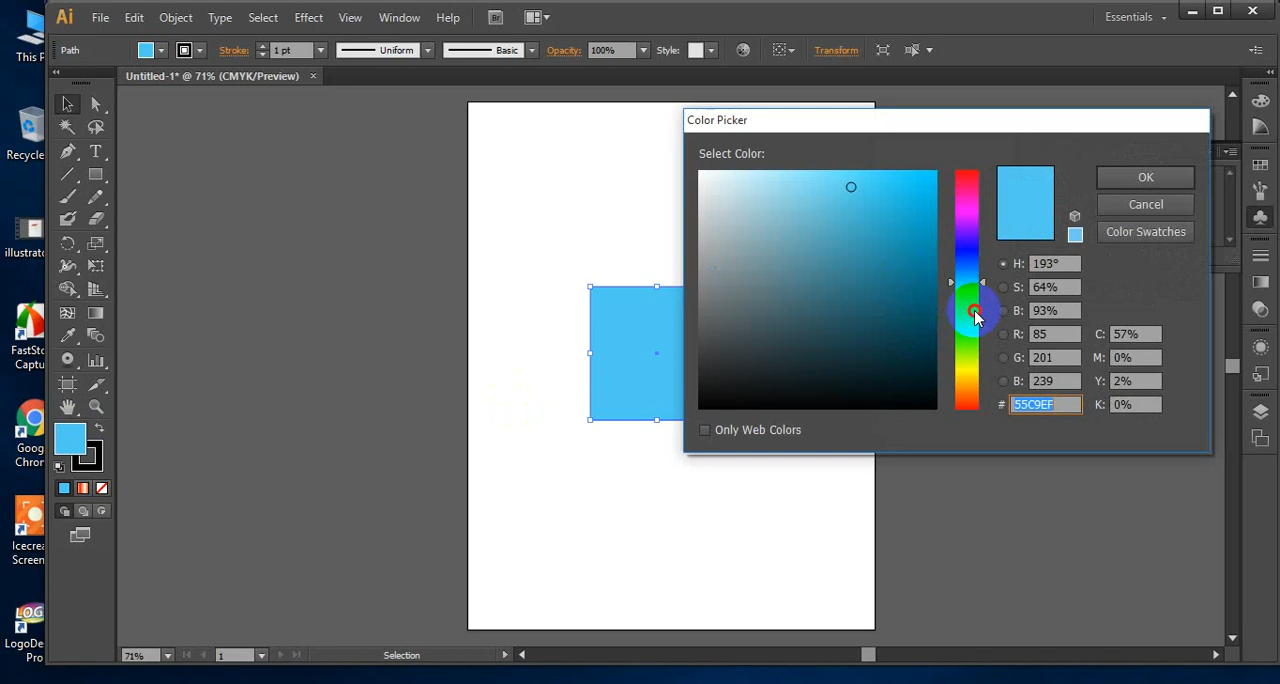 Ai File Edit Object Type Select Effect View Window Help Br Essentials
Path Stroke: 1 pt Uniform Basic Opacity: 100% Style: Transform
This P
Untitled-1* @ 71% (CMYK/Preview) ×
Color Picker
Select Color:
OK
Recycle
Cancel
Color Swatches
illustrato
H: 193°
S: 64%
B: 93%
R: 85 C: 57%
FastSto
Captu
G: 201 M: 0%
B: 239 Y: 2%
# 55C9EF K: 0%
Only Web Colors
Goog
Chron
Icecrea
Screen
LOGO
LogoDe
Pro
71% 1 Selection